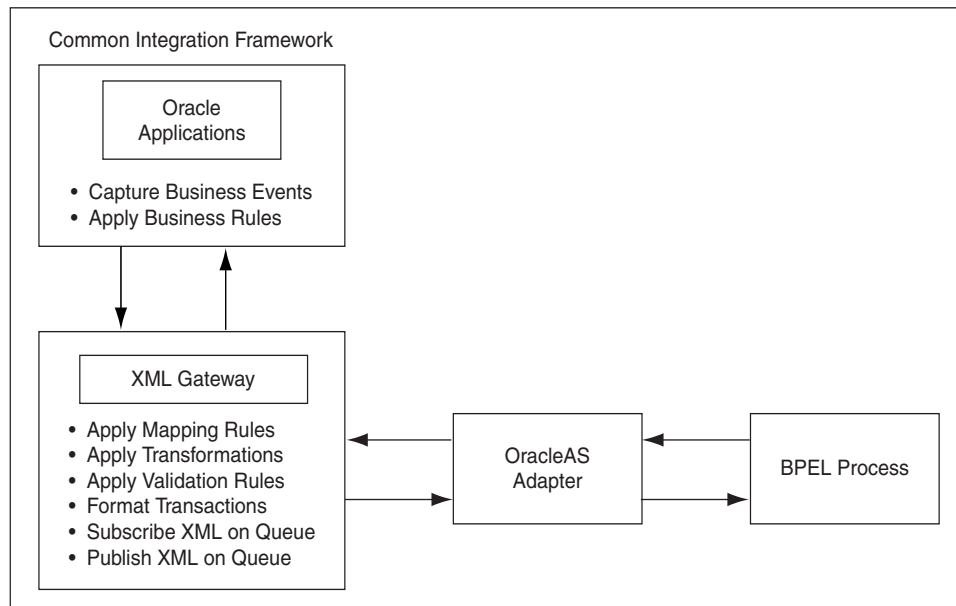 Common Integration Framework
Oracle
Applications
• Capture Business Events
• Apply Business Rules
XML Gateway
• Apply Mapping Rules
• Apply Transformations
• Apply Validation Rules
• Format Transactions
• Subscribe XML on Queue
• Publish XML on Queue
OracleAS
Adapter
BPEL Process